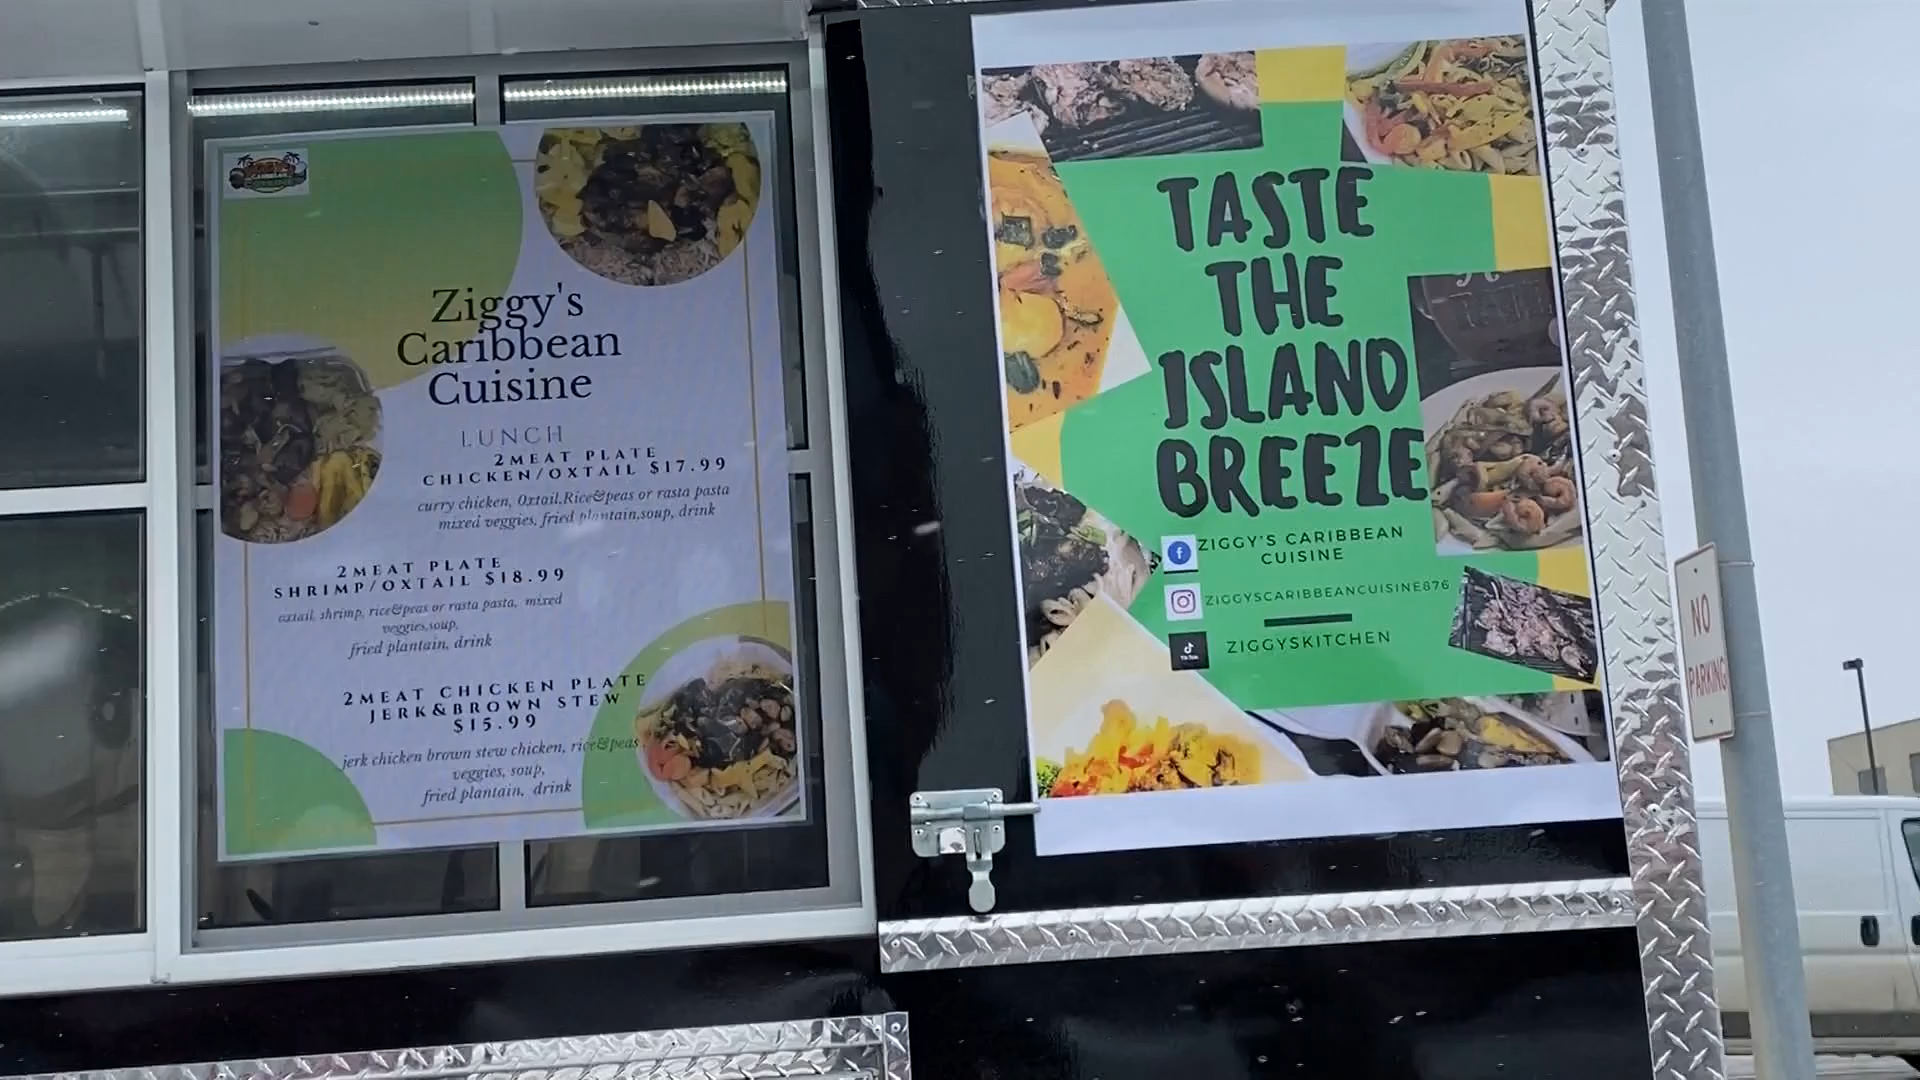 Ziggy's
Caribbean
Cuisine
LUNCH
2MEAT PLATE
CHICKEN/OXTAIL $17.99
curry chicken, Oxtail,Rice&peas or rasta pasta
mixed veggies, fried plantain,soup, drink
2MEAT PLATE
SHRIMP/OXTAIL $18.99
oxtail, shrimp, rice&peas or rasta pasta, mixed
veggies,soup,
fried plantain, drink
2MEAT CHICKEN PLATE
JERK&BROWN STEW
$15.99
jerk chicken brown stew chicken, rice&peas,
veggies, soup,
fried plantain, drink
TASTE
THE
ISLAND
BREEZE
ZIGGY'S CARIBBEAN
CUISINE
ZIGGYSCARIBBEANCUISINE876
ZIGGYSKITCHEN
NO
PARKING